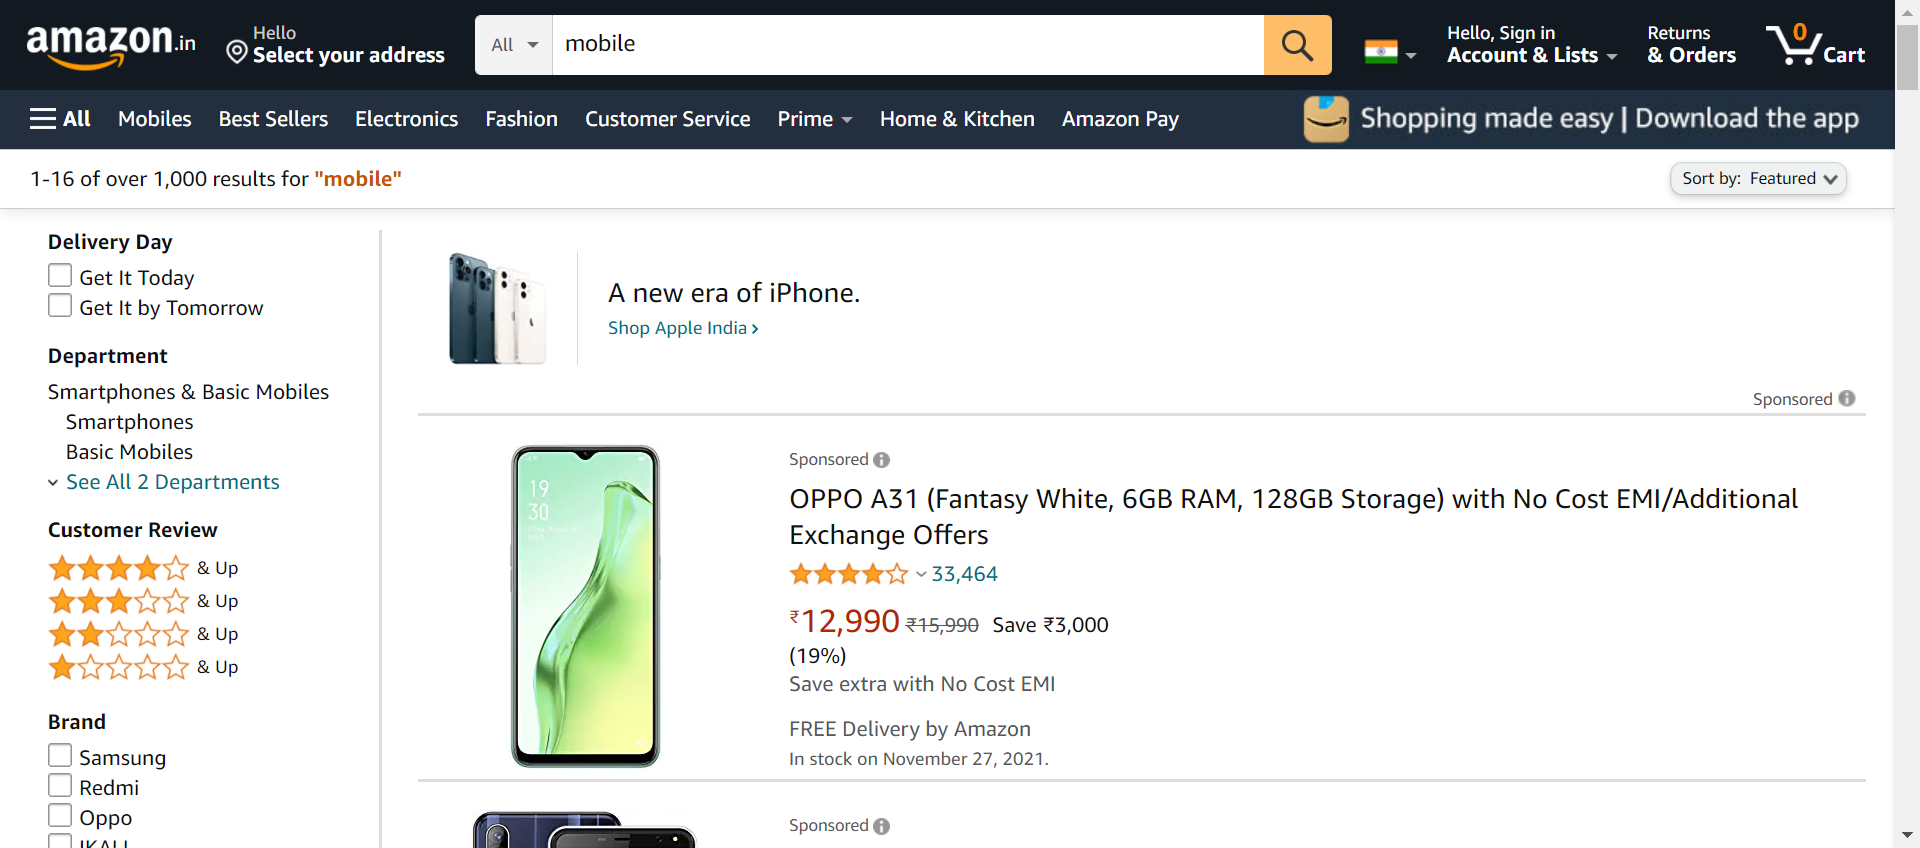 amazon.in
Hello
Select your address
All
mobile
Hello, Sign in
Account & Lists
Returns
& Orders
0
Cart
All
Mobiles
Best Sellers
Electronics
Fashion
Customer Service
Prime
Home & Kitchen
Amazon Pay
Shopping made easy | Download the app
1-16 of over 1,000 results for "mobile"
Sort by: Featured
Delivery Day
Get It Today
Get It by Tomorrow
Department
Smartphones & Basic Mobiles
Smartphones
Basic Mobiles
See All 2 Departments
Customer Review
& Up
& Up
& Up
& Up
Brand
Samsung
Redmi
Oppo
IKALL
A new era of iPhone.
Shop Apple India ›
Sponsored
19
30
Sponsored
OPPO A31 (Fantasy White, 6GB RAM, 128GB Storage) with No Cost EMI/Additional
Exchange Offers
33,464
₹12,990 ₹15,990 Save ₹3,000
(19%)
Save extra with No Cost EMI
FREE Delivery by Amazon
In stock on November 27, 2021.
Sponsored